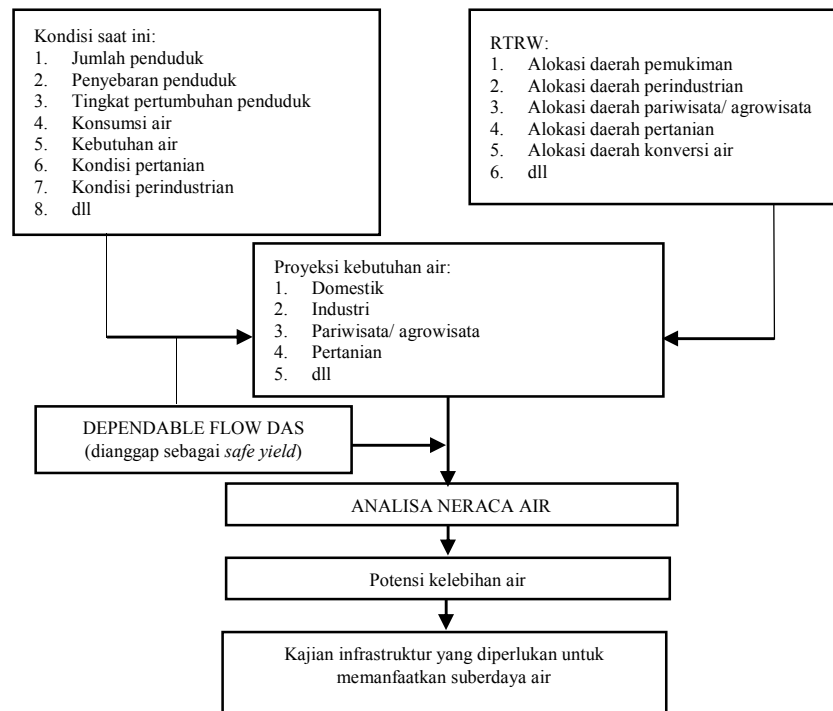 Kondisi saat ini:
1. Jumlah penduduk
2. Penyebaran penduduk
3. Tingkat pertumbuhan penduduk
4. Konsumsi air
5. Kebutuhan air
6. Kondisi pertanian
7. Kondisi perindustrian
8. dll
RTRW:
1. Alokasi daerah pemukiman
2. Alokasi daerah perindustrian
3. Alokasi daerah pariwisata/ agrowisata
4. Alokasi daerah pertanian
5. Alokasi daerah konversi air
6. dll
Proyeksi kebutuhan air:
1. Domestik
2. Industri
3. Pariwisata/ agrowisata
4. Pertanian
5. dll
DEPENDABLE FLOW DAS
(dianggap sebagai safe yield)
ANALISA NERACA AIR
Potensi kelebihan air
Kajian infrastruktur yang diperlukan untuk
memanfaatkan suberdaya air